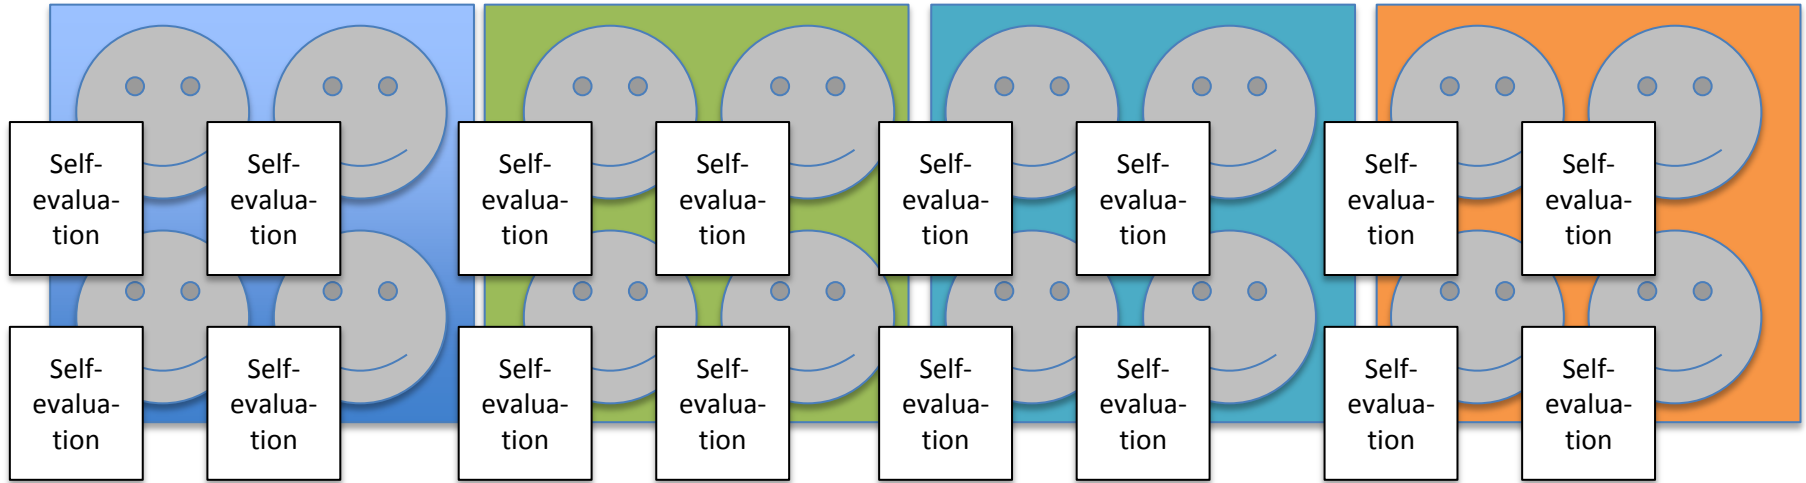 Self-
evalua-
tion
Self-
evalua-
tion
Self-
evalua-
tion
Self-
evalua-
tion
Self-
evalua-
tion
Self-
evalua-
tion
Self-
evalua-
tion
Self-
evalua-
tion
Self-
evalua-
tion
Self-
evalua-
tion
Self-
evalua-
tion
Self-
evalua-
tion
Self-
evalua-
tion
Self-
evalua-
tion
Self-
evalua-
tion
Self-
evalua-
tion